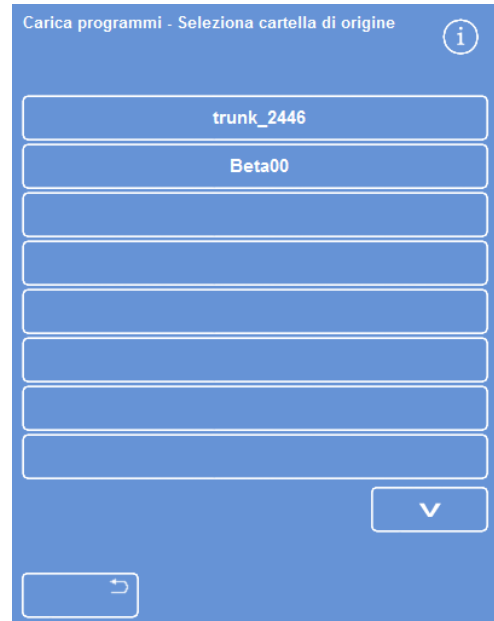 Carica programmi - Seleziona cartella di origine
i
trunk_2446
Beta00